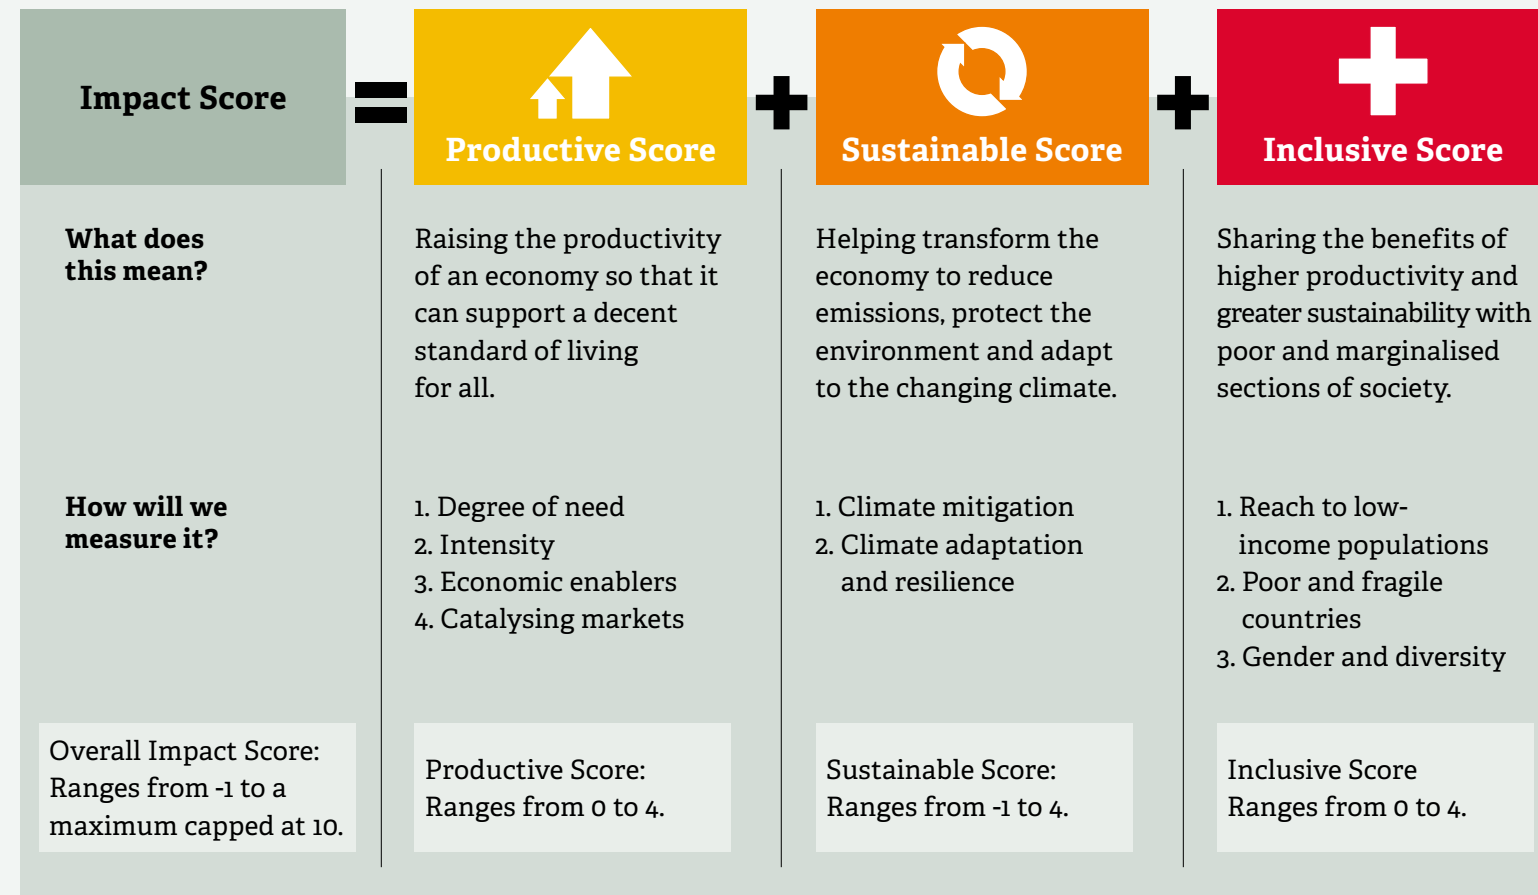 Impact Score
=
Productive Score
+
Sustainable Score
+
Inclusive Score
What does
this mean?
Raising the productivity
of an economy so that it
can support a decent
standard of living
for all.
Helping transform the
economy to reduce
emissions, protect the
environment and adapt
to the changing climate.
Sharing the benefits of
higher productivity and
greater sustainability with
poor and marginalised
sections of society.
How will we
measure it?
1. Degree of need
2. Intensity
3. Economic enablers
4. Catalysing markets
1. Climate mitigation
2. Climate adaptation
and resilience
1. Reach to low-
income populations
2. Poor and fragile
countries
3. Gender and diversity
Overall Impact Score:
Ranges from -1 to a
maximum capped at 10.
Productive Score:
Ranges from 0 to 4.
Sustainable Score:
Ranges from -1 to 4.
Inclusive Score
Ranges from 0 to 4.